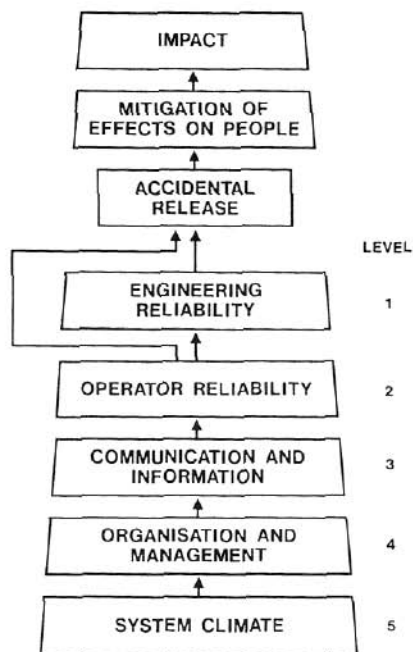 IMPACT
MITIGATION OF
EFFECTS ON PEOPLE
ACCIDENTAL
RELEASE
LEVEL
ENGINEERING
RELIABILITY
1
OPERATOR RELIABILITY
2
COMMUNICATION AND
INFORMATION
3
ORGANISATION AND
MANAGEMENT
4
SYSTEM CLIMATE
5